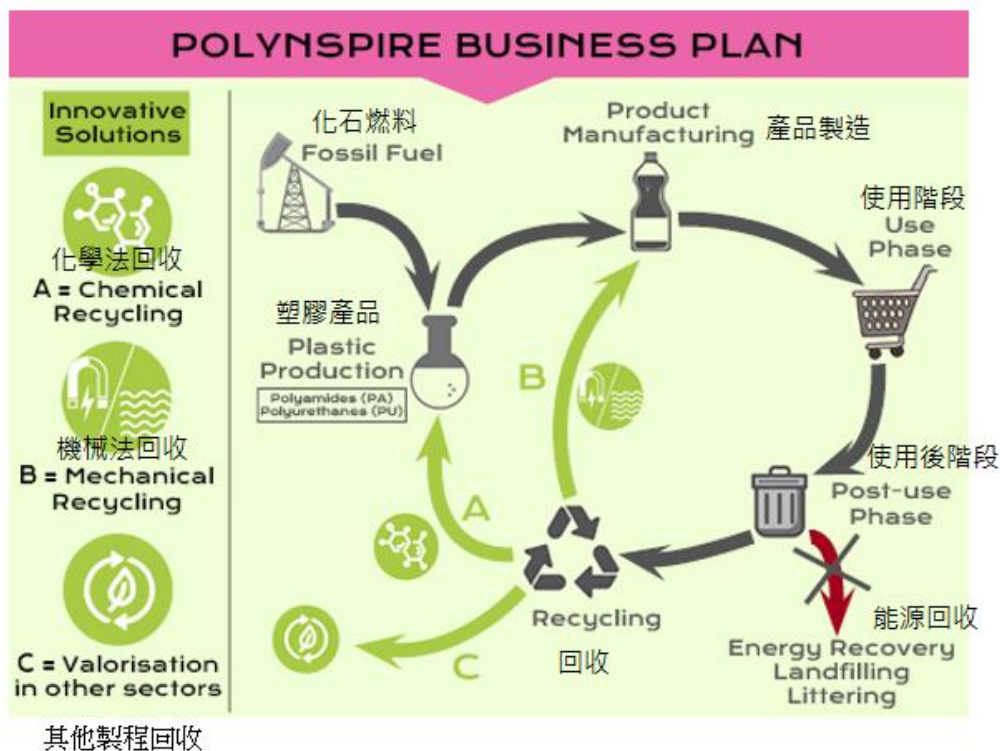 POLYNSPIRE BUSINESS PLAN
Innovative
Solutions
化學法回收
A = Chemical
Recycling
機械法回收
B = Mechanical
Recycling
C = Valorisation
in other sectors
其他製程回收
化石燃料
Fossil Fuel
Product
Manufacturing
產品製造
使用階段
Use
Phase
塑膠產品
Plastic
Production
Polyamides (PA)
Polyurethanes (PU)
B
使用後階段
Post-use
Phase
A
Recycling
回收
C
能源回收
Energy Recovery
Landfilling
Littering